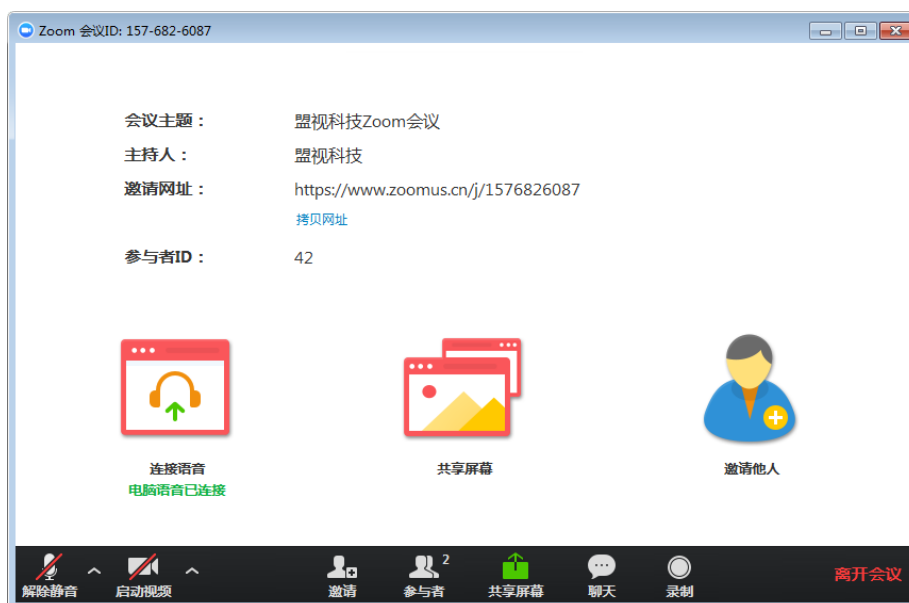 Zoom 会议ID: 157-682-6087
会议主题： 盟视科技Zoom会议
主持人： 盟视科技
邀请网址： https://www.zoomus.cn/j/1576826087
拷贝网址
参与者ID： 42
连接语音 共享屏幕 邀请他人
电脑语音已连接
2
解除静音 启动视频 邀请 参与者 共享屏幕 聊天 录制 离开会议